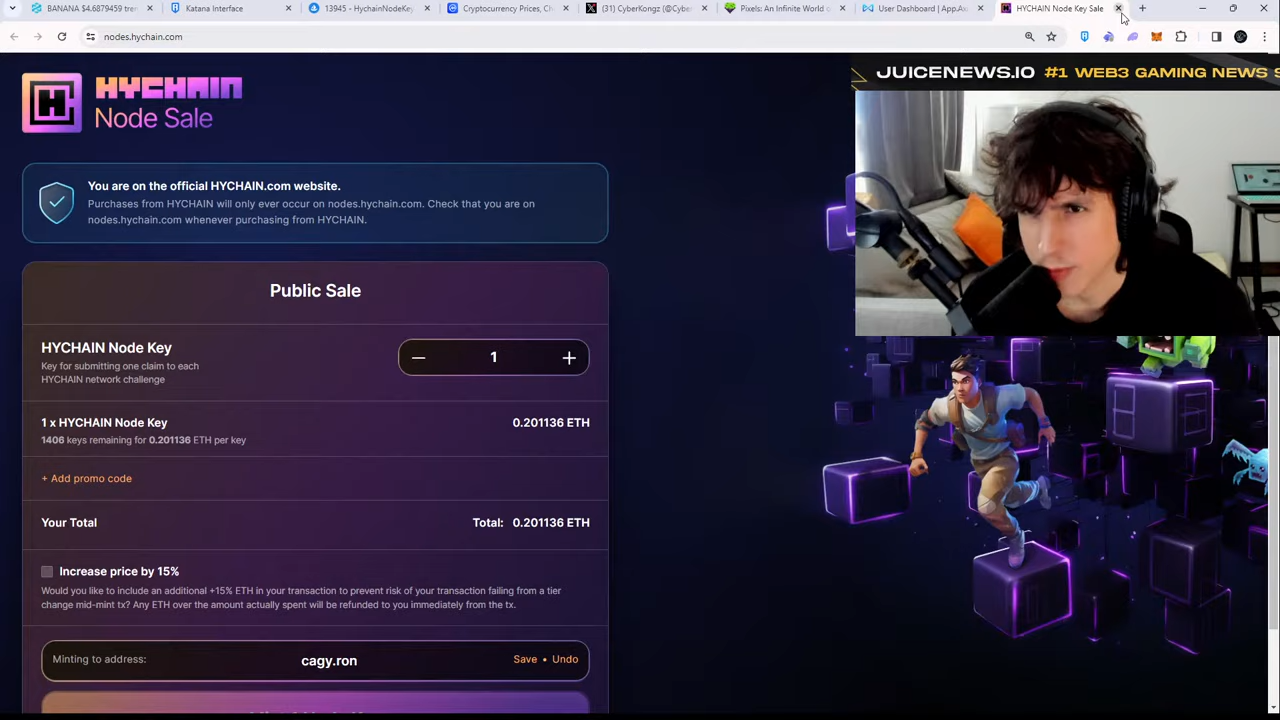 BANANA $4.6879459 tren
Katana Interface
13945 - HychainNodeKey
Cryptocurrency Prices, Ch
(31) CyberKongz (@Cyber
Pixels: An Infinite World o
User Dashboard | App.Ax
HYCHAIN Node Key Sale
nodes.hychain.com
HYCHAIN
Node Sale
JUICENEWS.IO #1 WEB3 GAMING NEWS S
You are on the official HYCHAIN.com website.
Purchases from HYCHAIN will only ever occur on nodes.hychain.com. Check that you are on
nodes.hychain.com whenever purchasing from HYCHAIN.
Public Sale
HYCHAIN Node Key
Key for submitting one claim to each
HYCHAIN network challenge
— 1 +
1 x HYCHAIN Node Key 0.201136 ETH
1406 keys remaining for 0.201136 ETH per key
+ Add promo code
Your Total Total: 0.201136 ETH
Increase price by 15%
Would you like to include an additional +15% ETH in your transaction to prevent risk of your transaction failing from a tier
change mid-mint tx? Any ETH over the amount actually spent will be refunded to you immediately from the tx.
Minting to address: cagy.ron Save • Undo